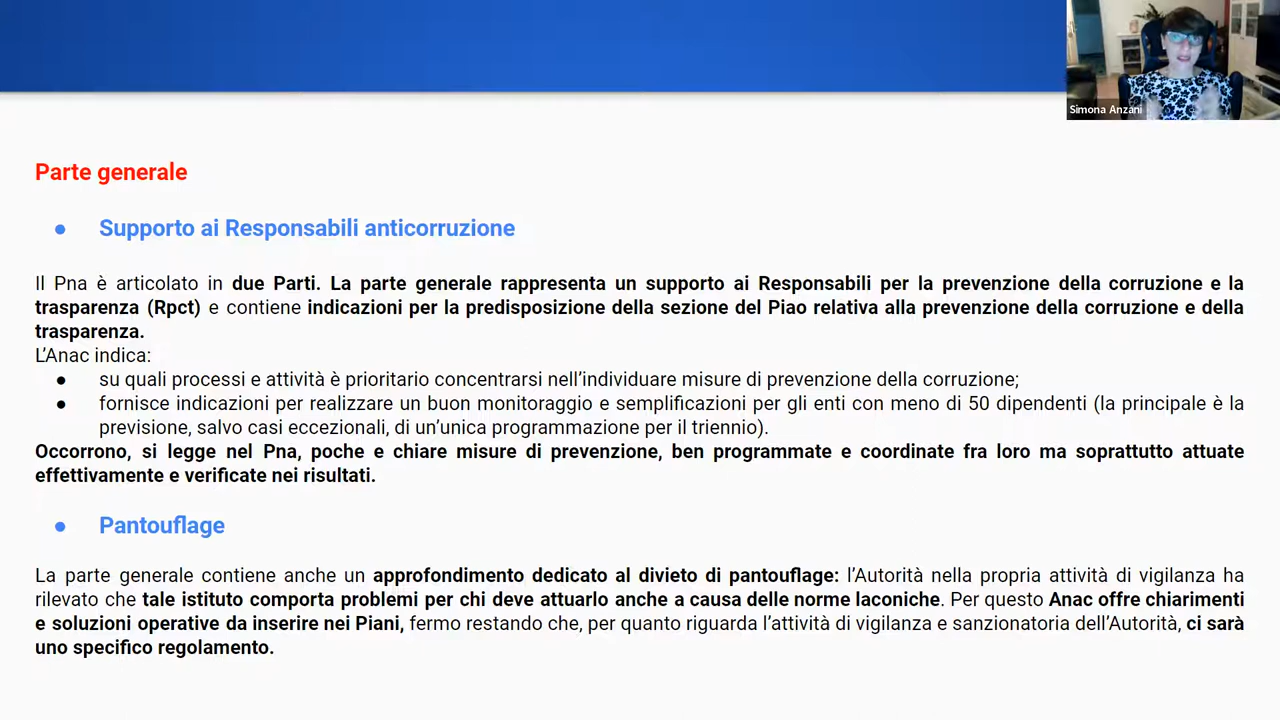 Simona Anzani
Parte generale
● Supporto ai Responsabili anticorruzione
Il Pna è articolato in due Parti. La parte generale rappresenta un supporto ai Responsabili per la prevenzione della corruzione e la
trasparenza (Rpct) e contiene indicazioni per la predisposizione della sezione del Piao relativa alla prevenzione della corruzione e della
trasparenza.
L’Anac indica:
● su quali processi e attività è prioritario concentrarsi nell’individuare misure di prevenzione della corruzione;
● fornisce indicazioni per realizzare un buon monitoraggio e semplificazioni per gli enti con meno di 50 dipendenti (la principale è la
previsione, salvo casi eccezionali, di un’unica programmazione per il triennio).
Occorrono, si legge nel Pna, poche e chiare misure di prevenzione, ben programmate e coordinate fra loro ma soprattutto attuate
effettivamente e verificate nei risultati.
● Pantouflage
La parte generale contiene anche un approfondimento dedicato al divieto di pantouflage: l’Autorità nella propria attività di vigilanza ha
rilevato che tale istituto comporta problemi per chi deve attuarlo anche a causa delle norme laconiche. Per questo Anac offre chiarimenti
e soluzioni operative da inserire nei Piani, fermo restando che, per quanto riguarda l’attività di vigilanza e sanzionatoria dell’Autorità, ci sarà
uno specifico regolamento.